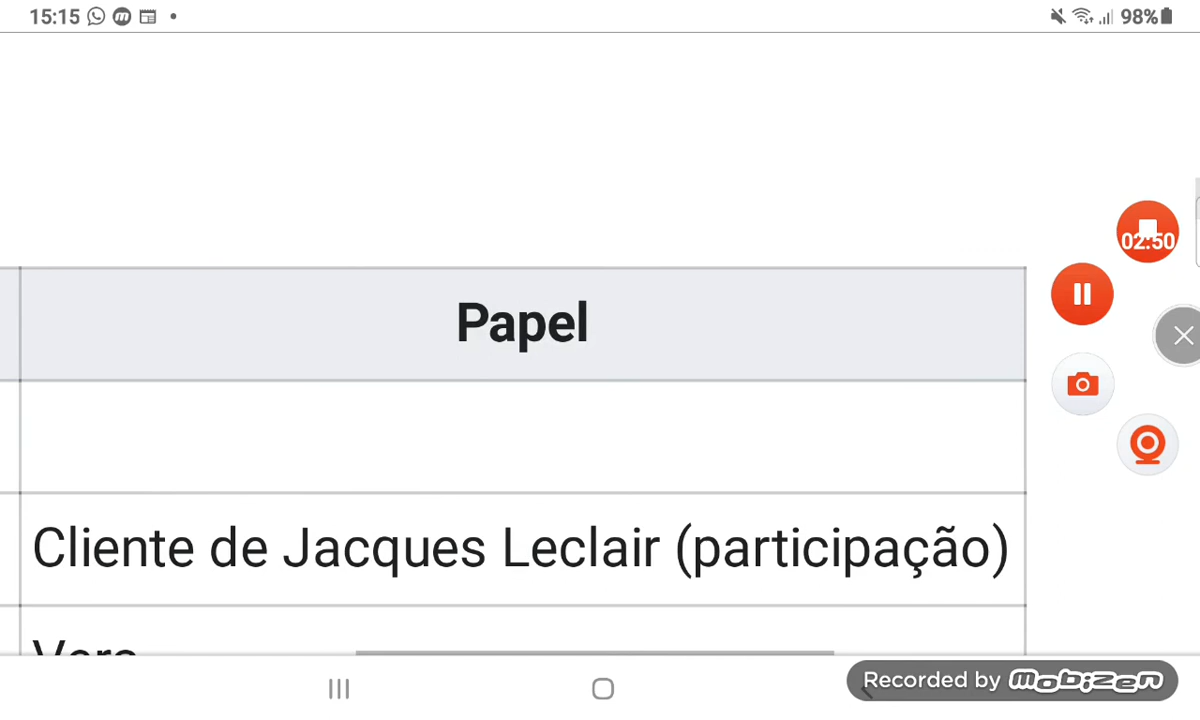 15:15
98%
02:50
Papel
Cliente de Jacques Leclair (participação)
Recorded by mobizen